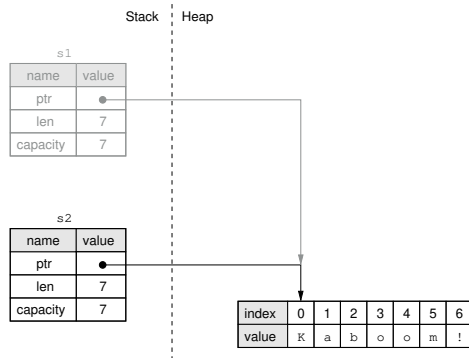 Stack Heap
s1
name value
ptr
len 7
capacity 7
s2
name value
ptr
len 7
capacity 7
index 0 1 2 3 4 5 6
value K a b o o m !